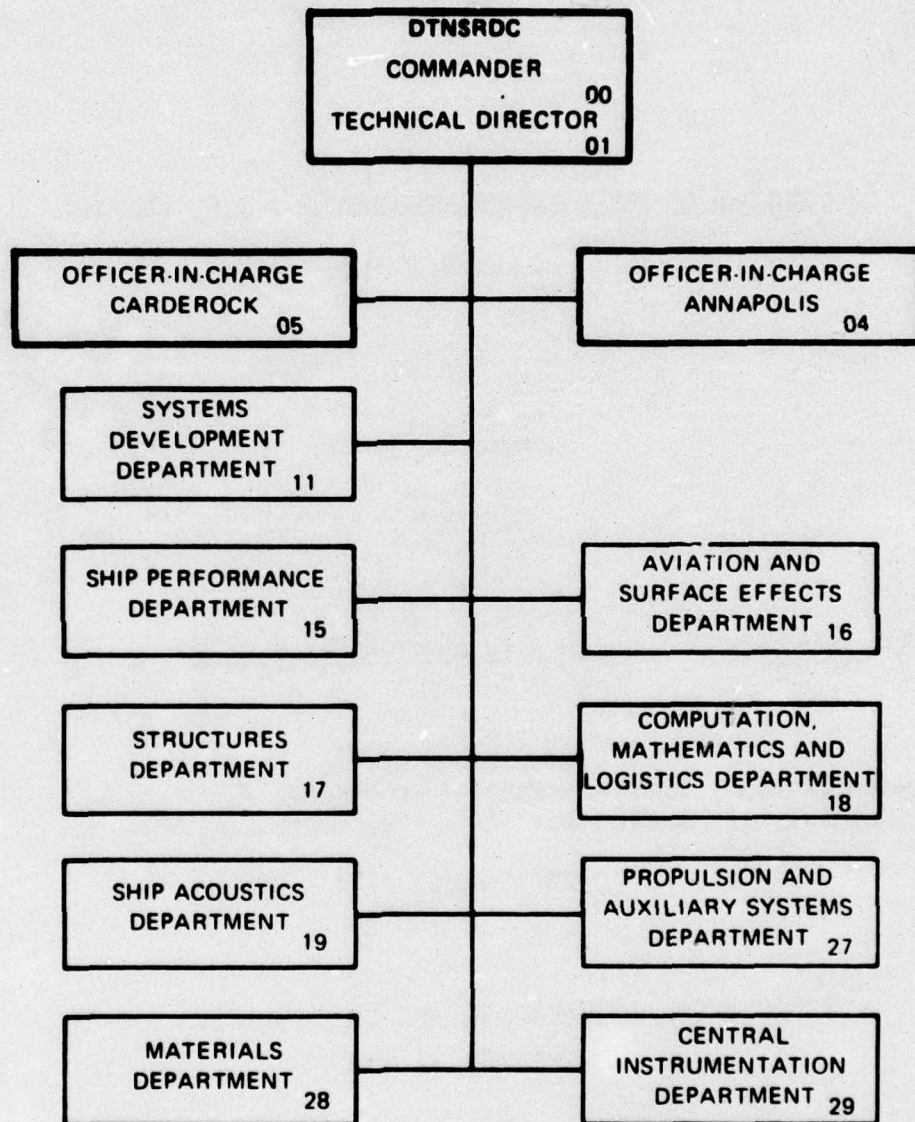 DTNSRDC
COMMANDER
00
TECHNICAL DIRECTOR
01
OFFICER-IN-CHARGE
CARDEROCK
05
OFFICER-IN-CHARGE
ANNAPOLIS
04
SYSTEMS
DEVELOPMENT
DEPARTMENT
11
SHIP PERFORMANCE
DEPARTMENT
15
AVIATION AND
SURFACE EFFECTS
DEPARTMENT
16
STRUCTURES
DEPARTMENT
17
COMPUTATION,
MATHEMATICS AND
LOGISTICS DEPARTMENT
18
SHIP ACOUSTICS
DEPARTMENT
19
PROPULSION AND
AUXILIARY SYSTEMS
DEPARTMENT
27
MATERIALS
DEPARTMENT
28
CENTRAL
INSTRUMENTATION
DEPARTMENT
29